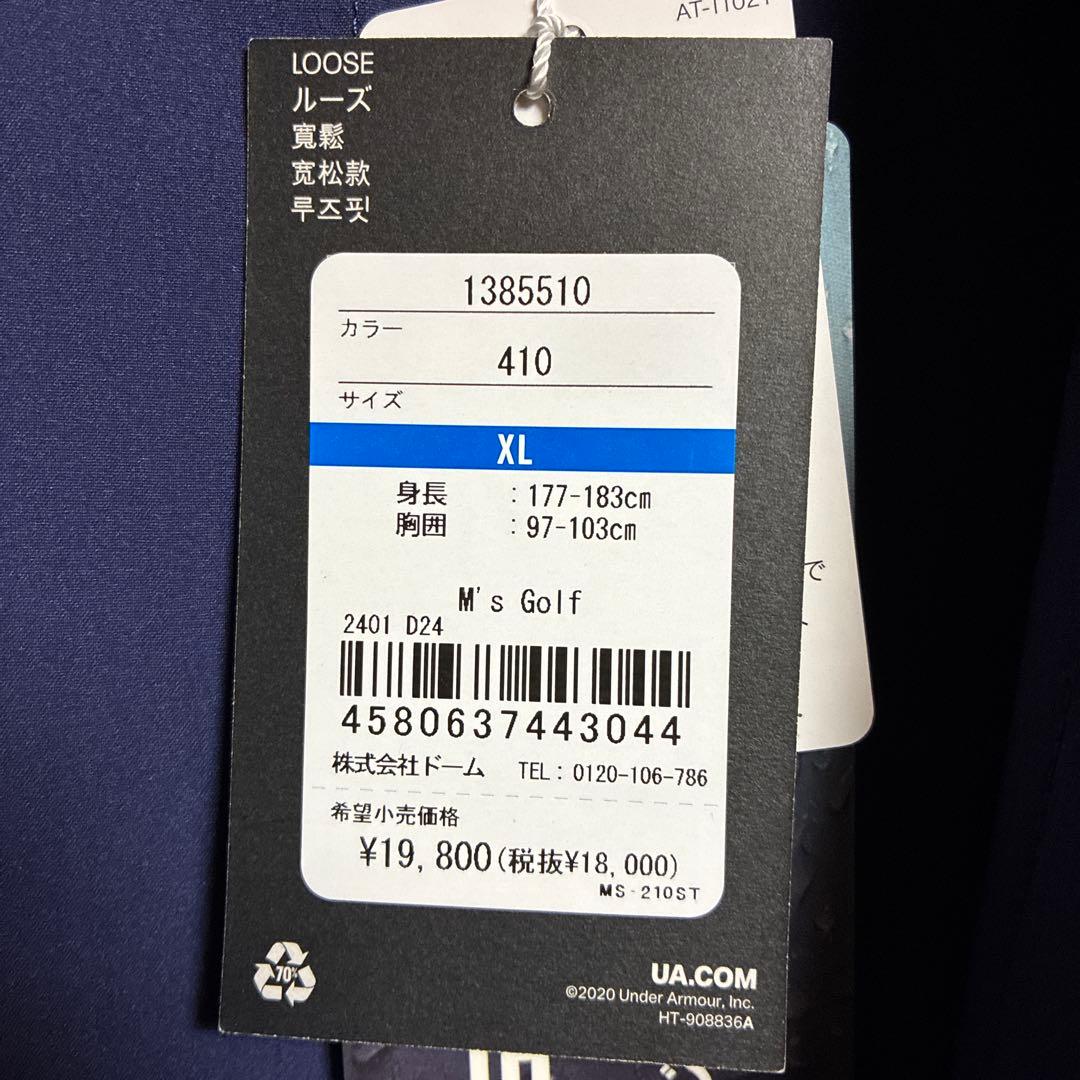 LOOSE
ルーズ
寬鬆
宽松款
루즈핏
1385510
カラー
410
サイズ
XL
身長 : 177-183cm
胸囲 : 97-103cm
M's Golf
2401 D24
4580637443044
株式会社ドーム TEL: 0120-106-786
希望小売価格
¥19,800(税抜¥18,000)
MS-210ST
70%
UA.COM
©2020 Under Armour, Inc.
HT-908836A
で